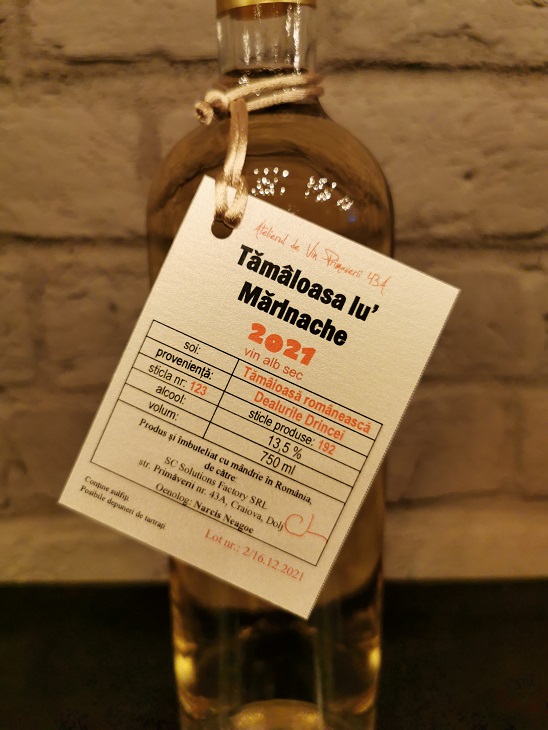 Atelierul de Vin Primăverii 43A
Tămâloasa lu'
Mărlnache
2021
vin alb sec
soi: Tămâioasă românească
proveniență: Dealurile Drincei
sticla nr: 123 sticle produse: 192
alcool: 13,5 %
volum: 750 ml
Produs și îmbuteliat cu mândrie în România,
de către
SC Solutions Factory SRL
str. Primăverii nr. 43A, Craiova, Dolj
Oenolog: Narcis Neagoe
Conține sulfiți
Posibile depuneri de tartrați
Lot nr.: 2/16.12.2021